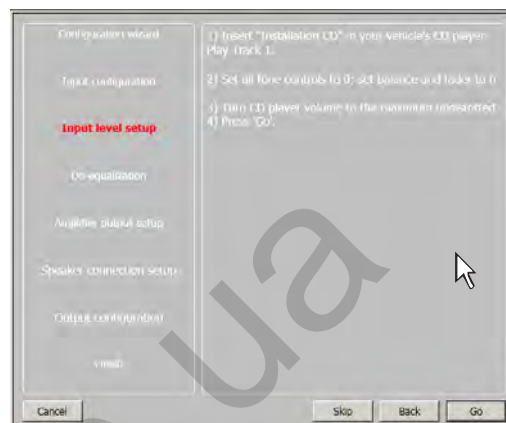 Configuration wizard
Input configuration
Input level setup
De-equalization
Amplifier output setup
Speaker connection setup
Output configuration
1) Insert "Installation CD" in your vehicle's CD player.
Play Track 1.
2) Set all tone controls to 0; set balance and fader to 0
3) Turn CD player volume to the maximum undistorted
4) Press 'Go'.
Cancel
Skip
Back
Go
ua